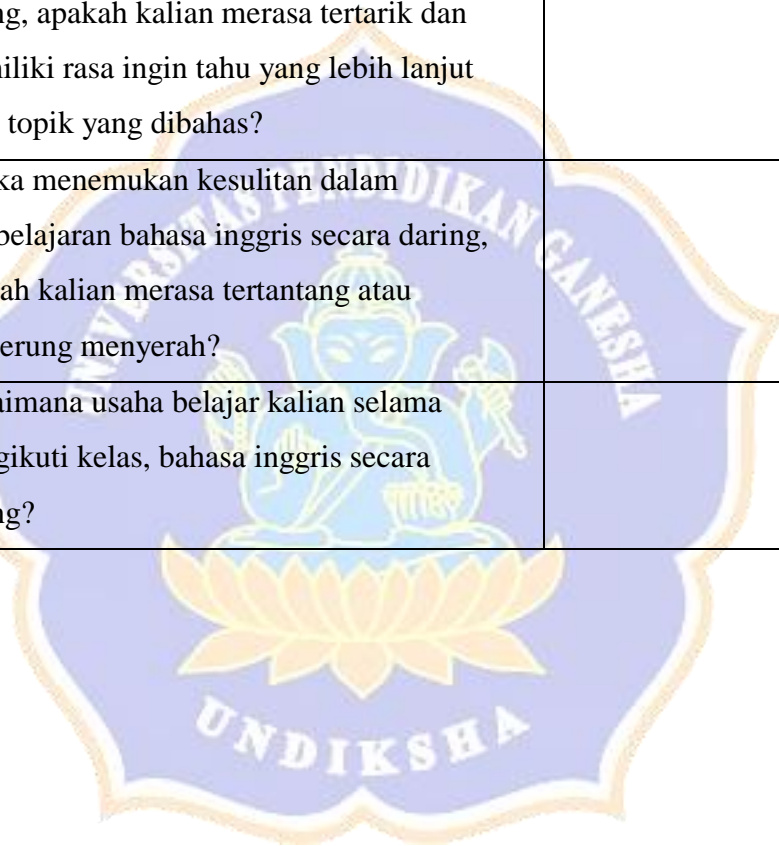 ng, apakah kalian merasa tertarik dan
niliki rasa ingin tahu yang lebih lanjut
topik yang dibahas?
ka menemukan kesulitan dalam
belajaran bahasa inggris secara daring,
ah kalian merasa tertantang atau
erung menyerah?
aimana usaha belajar kalian selama
gikuti kelas, bahasa inggris secara
ng?
UNIVERSITAS PENDIDIKAN GANESHA
UNDIKSHA